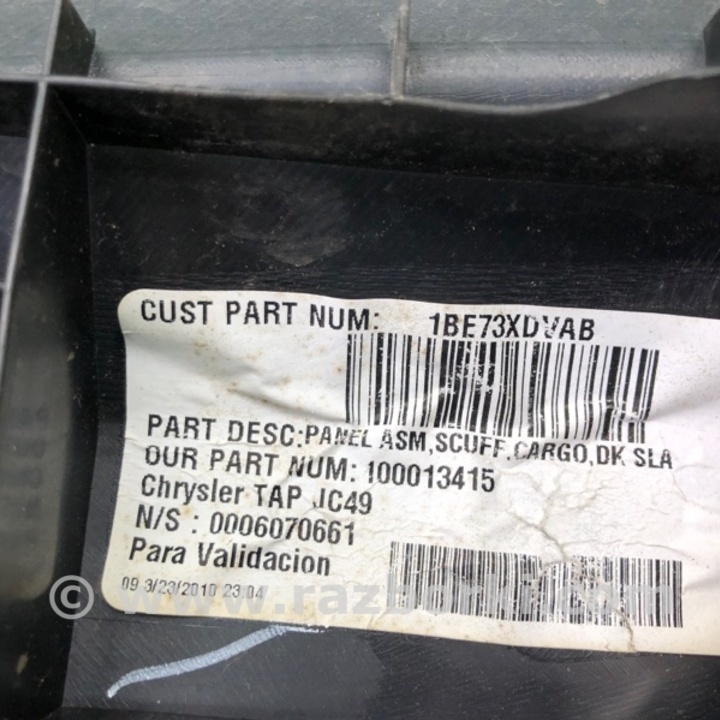 CUST PART NUM: 1BE73XDVAB
PART DESC:PANEL ASM,SCUFF,CARGO,DK SLA
OUR PART NUM: 100013415
Chrysler TAP JC49
N/S : 0006070661
Para Validacion
09 3/23/2010 23:04
© www.razborki.com